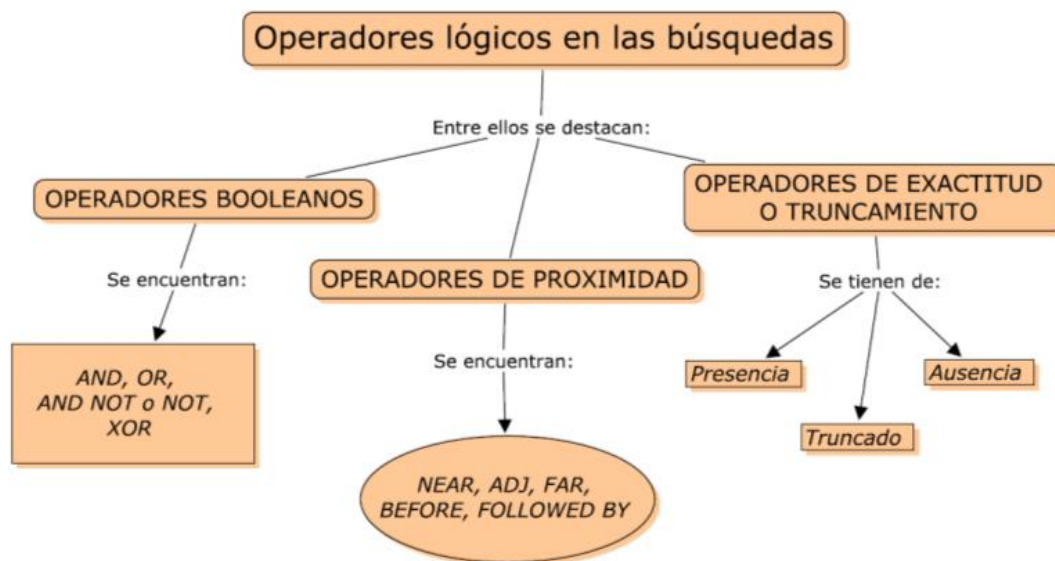 Operadores lógicos en las búsquedas
Entre ellos se destacan:
OPERADORES BOOLEANOS
Se encuentran:
AND, OR,
AND NOT o NOT,
XOR
OPERADORES DE PROXIMIDAD
Se encuentran:
NEAR, ADJ, FAR,
BEFORE, FOLLOWED BY
OPERADORES DE EXACTITUD
O TRUNCAMIENTO
Se tienen de:
Presencia
Truncado
Ausencia